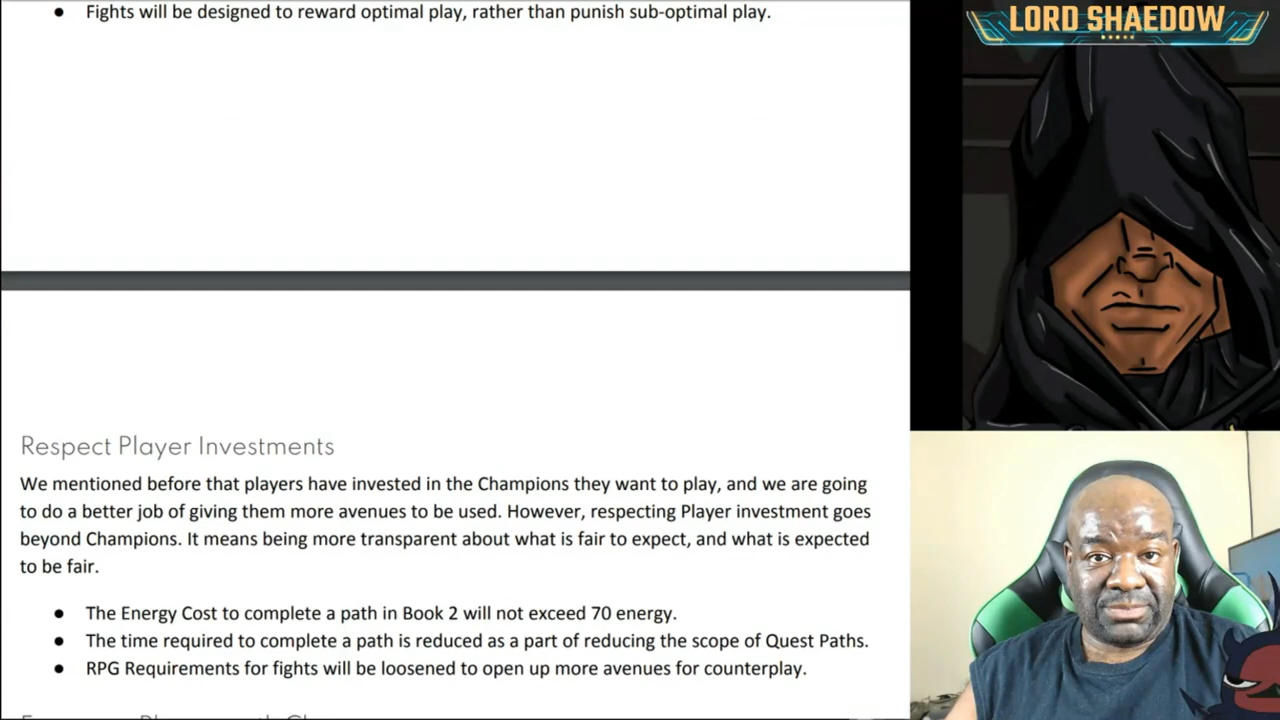 Fights will be designed to reward optimal play, rather than punish sub-optimal play.
LORD SHAEDOW
Respect Player Investments
We mentioned before that players have invested in the Champions they want to play, and we are going
to do a better job of giving them more avenues to be used. However, respecting Player investment goes
beyond Champions. It means being more transparent about what is fair to expect, and what is expected
to be fair.
The Energy Cost to complete a path in Book 2 will not exceed 70 energy.
The time required to complete a path is reduced as a part of reducing the scope of Quest Paths.
RPG Requirements for fights will be loosened to open up more avenues for counterplay.